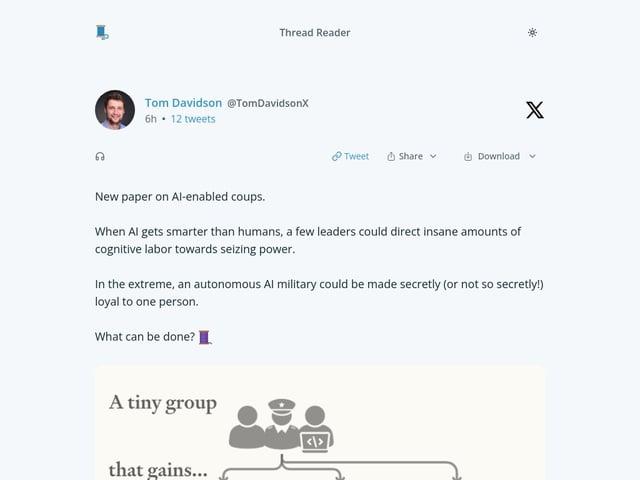 Thread Reader
Tom Davidson @TomDavidsonX
6h • 12 tweets
Tweet Share Download
New paper on AI-enabled coups.
When AI gets smarter than humans, a few leaders could direct insane amounts of
cognitive labor towards seizing power.
In the extreme, an autonomous AI military could be made secretly (or not so secretly!)
loyal to one person.
What can be done? 🧵
A tiny group
that gains...